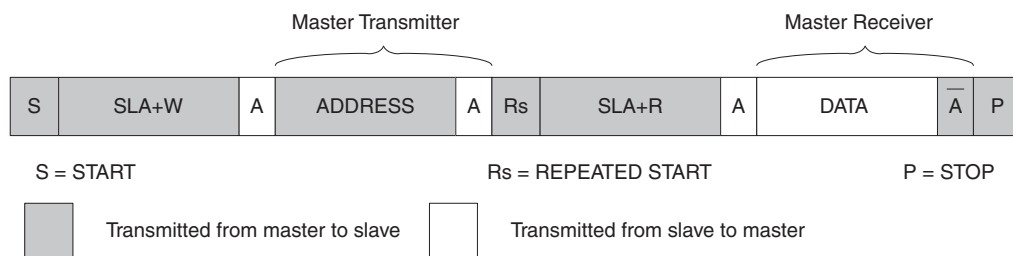 Master Transmitter Master Receiver
S SLA+W A ADDRESS A Rs SLA+R A DATA A̅ P
S = START Rs = REPEATED START P = STOP
Transmitted from master to slave Transmitted from slave to master